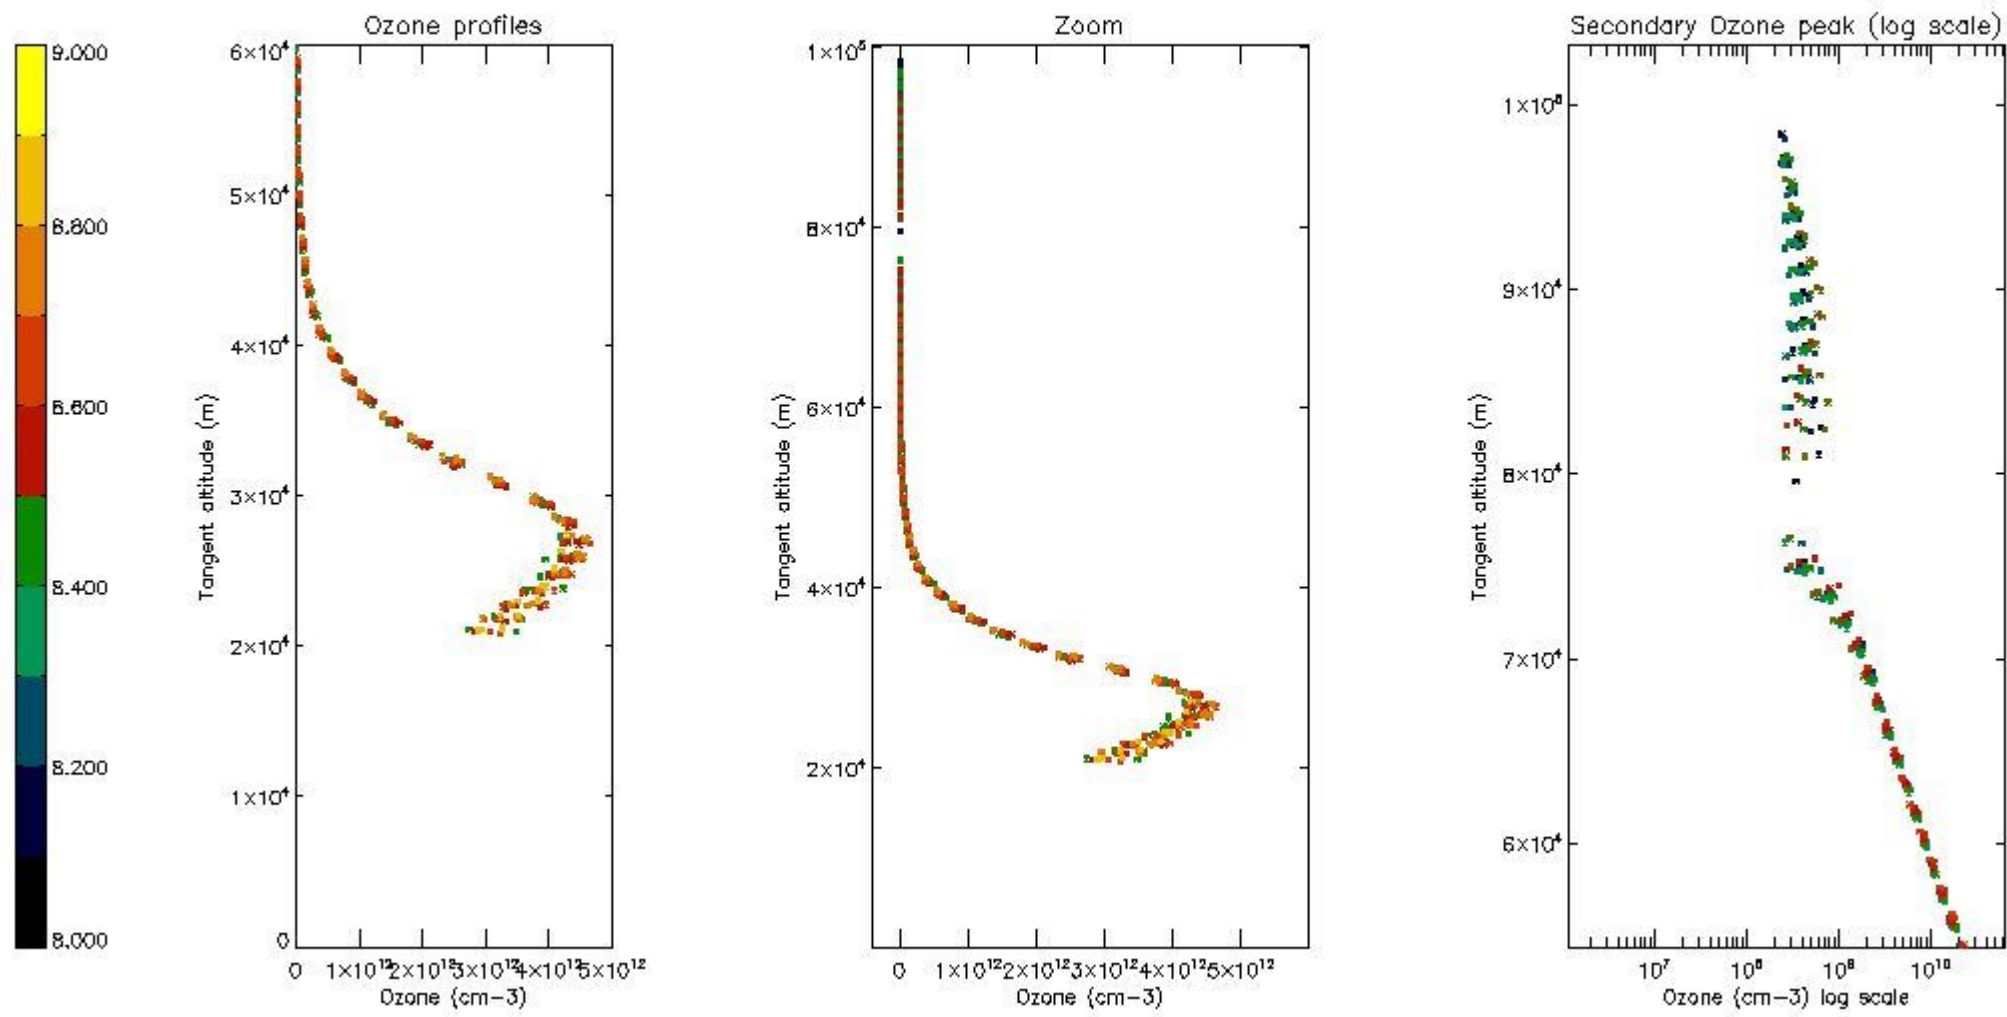 Ozone profiles
Zoom
Secondary Ozone peak (log scale)
9.000
8.800
8.600
8.400
8.200
8.000
6×10⁴
5×10⁴
4×10⁴
3×10⁴
2×10⁴
1×10⁴
0
Tangent altitude (m)
0 1×10¹² 2×10¹² 3×10¹² 4×10¹² 5×10¹²
Ozone (cm-3)
1×10⁵
8×10⁴
6×10⁴
4×10⁴
2×10⁴
Tangent altitude (m)
0 1×10¹² 2×10¹² 3×10¹² 4×10¹² 5×10¹²
Ozone (cm-3)
1×10⁵
9×10⁴
8×10⁴
7×10⁴
6×10⁴
Tangent altitude (m)
10⁷ 10⁸ 10⁹ 10¹⁰
Ozone (cm-3) log scale